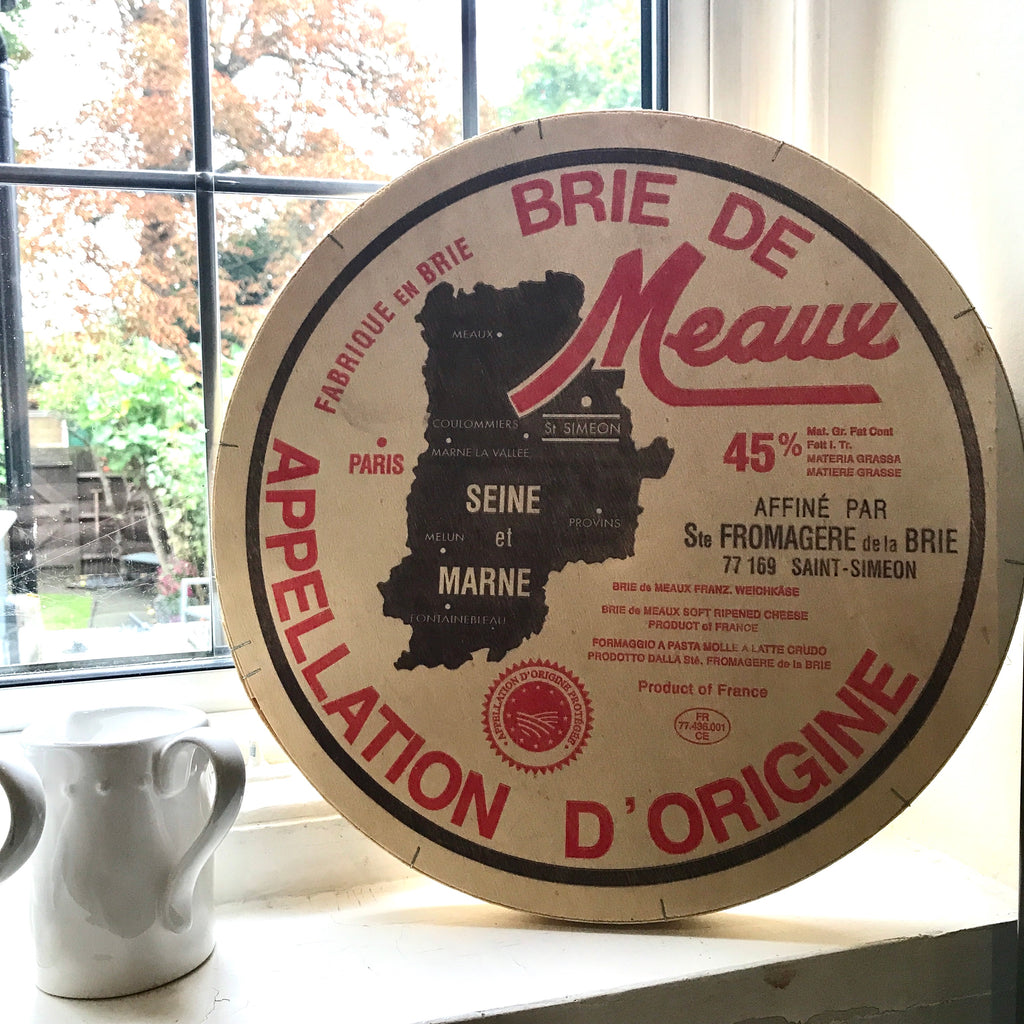 BRIE DE
Meaux
FABRIQUE EN BRIE
MEAUX
COULOMMIERS
St SIMEON
MARNE LA VALLEE
PARIS
SEINE
et
MARNE
PROVINS
MELUN
FONTAINEBLEAU
45% Mat. Gr. Fat Cont
Fett I. Tr.
MATERIA GRASSA
MATIERE GRASSE
AFFINÉ PAR
Ste FROMAGÈRE de la BRIE
77 169 SAINT-SIMEON
BRIE de MEAUX FRANZ. WEICHKÄSE
BRIE de MEAUX SOFT RIPENED CHEESE
PRODUCT of FRANCE
FORMAGGIO A PASTA MOLLE A LATTE CRUDO
PRODOTTO DALLA Sté. FROMAGERE de la BRIE
Product of France
FR
77.436.001
CE
APPELLATION D'ORIGINE PROTÉGÉE
APPELLATION D'ORIGINE